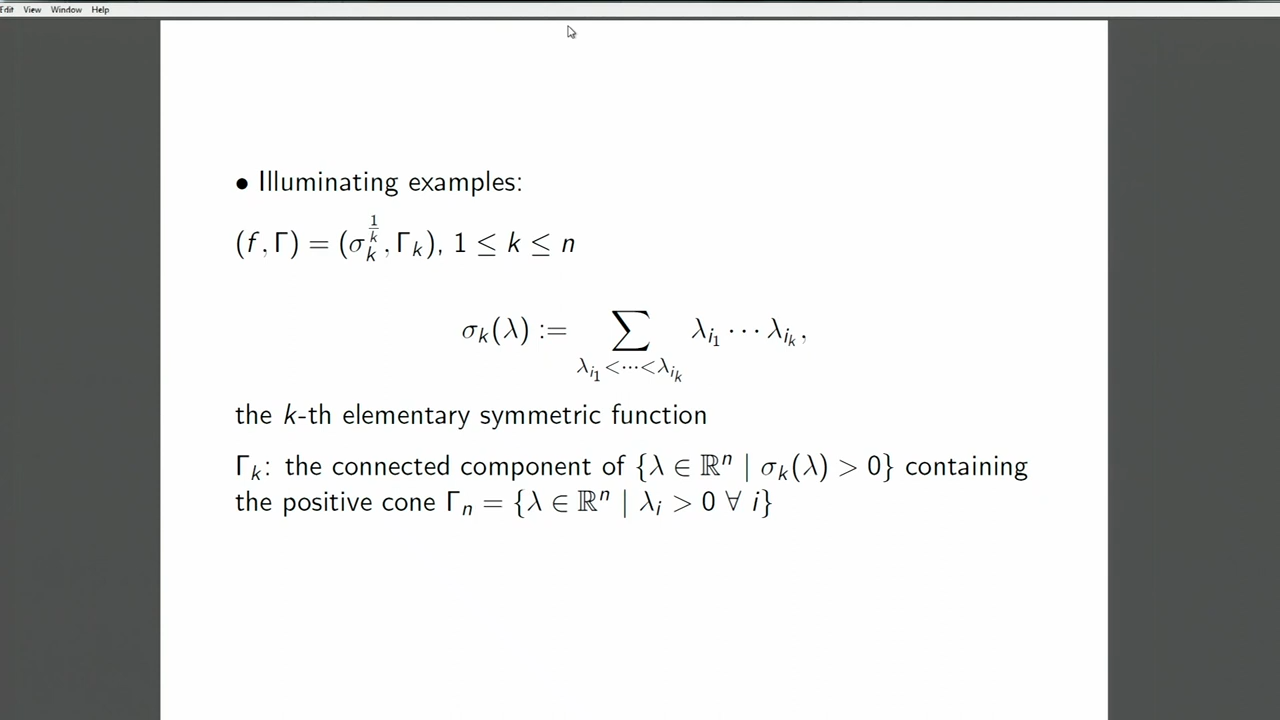 Edit View Window Help
• Illuminating examples:
(f, Γ) = (σ_k^{1/k}, Γ_k), 1 ≤ k ≤ n
σ_k(λ) := ∑_{λ_{i_1}<⋯<λ_{i_k}} λ_{i_1} ⋯ λ_{i_k},
the k-th elementary symmetric function
Γ_k: the connected component of {λ ∈ ℝ^n | σ_k(λ) > 0} containing
the positive cone Γ_n = {λ ∈ ℝ^n | λ_i > 0 ∀ i}